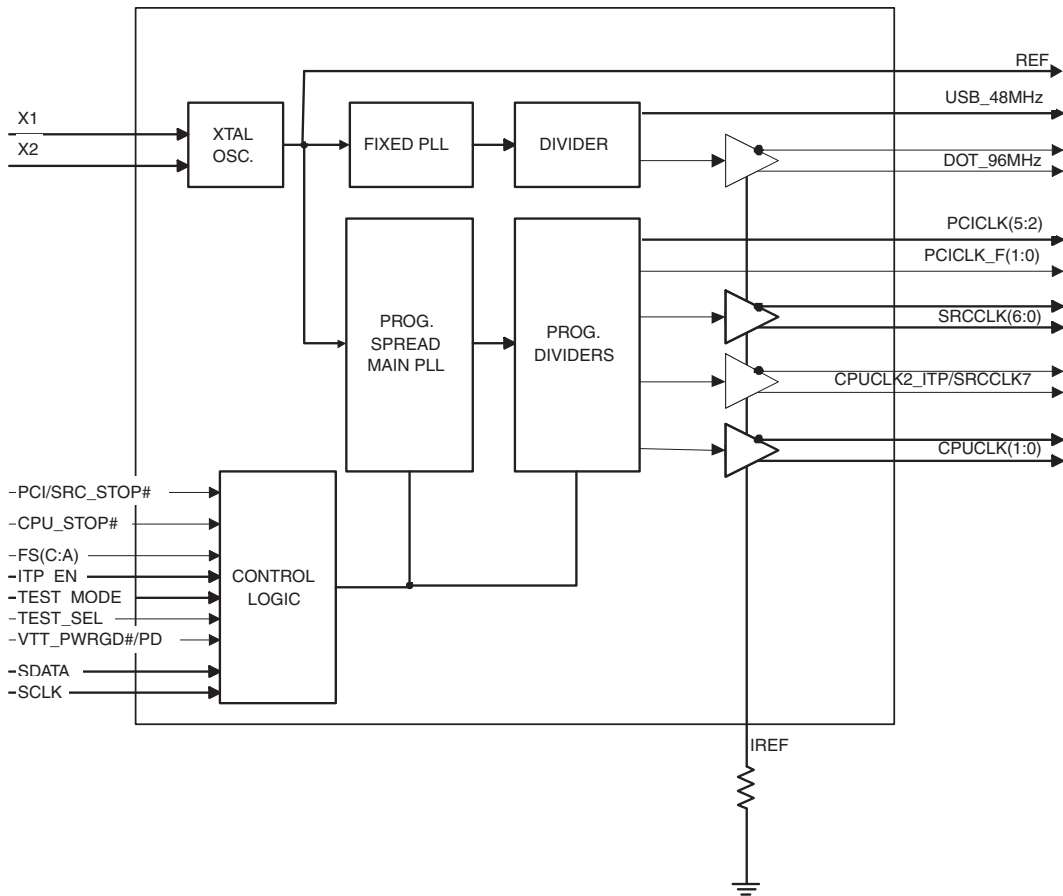 REF
USB_48MHz
X1
XTAL
OSC.
FIXED PLL
DIVIDER
X2
DOT_96MHz
PCICLK(5:2)
PCICLK_F(1:0)
PROG.
SPREAD
MAIN PLL
PROG.
DIVIDERS
SRCCLK(6:0)
CPUCLK2_ITP/SRCCLK7
CPUCLK(1:0)
PCI/SRC_STOP#
CPU_STOP#
FS(C:A)
ITP_EN
TEST_MODE
TEST_SEL
VTT_PWRGD#/PD
SDATA
SCLK
CONTROL
LOGIC
IREF